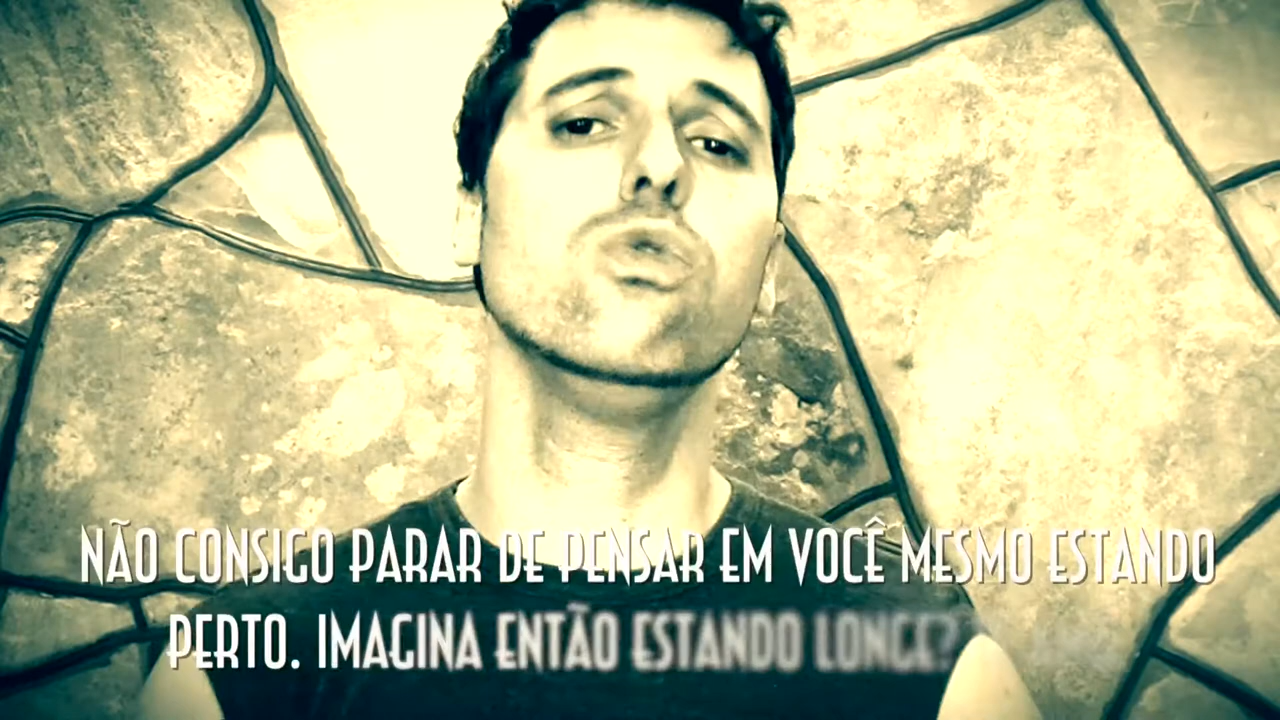 NÃO CONSIGO PARAR DE PENSAR EM VOCÊ MESMO ESTANDO
PERTO. IMAGINA ENTÃO ESTANDO LONGE?